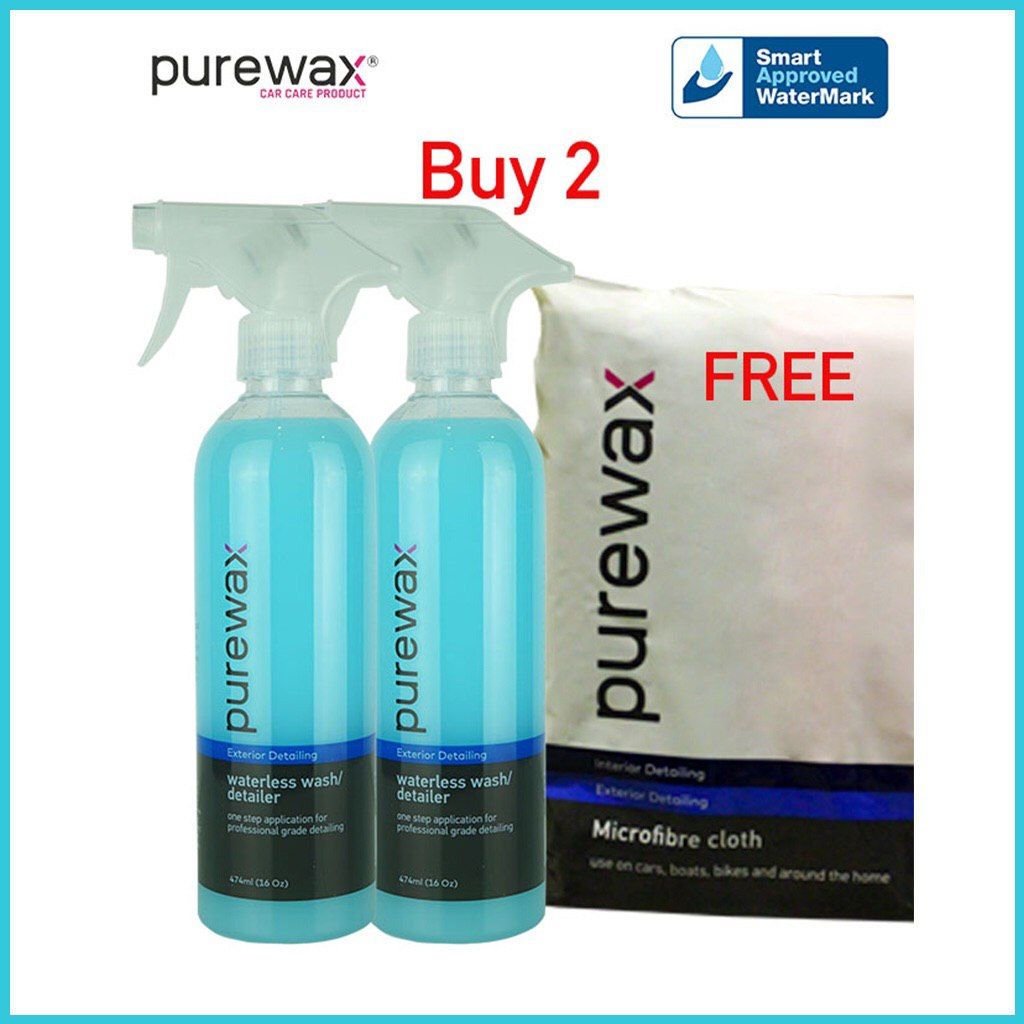 purewax®
CAR CARE PRODUCT
Smart
Approved
WaterMark
Buy 2
FREE
purewax
Exterior Detailing
waterless wash/
detailer
one step application for
professional grade detailing
474ml (16 Oz)
purewax
Exterior Detailing
waterless wash/
detailer
one step application for
professional grade detailing
474ml (16 Oz)
purewax
Interior Detailing
Exterior Detailing
Microfibre cloth
use on cars, boats, bikes and around the home